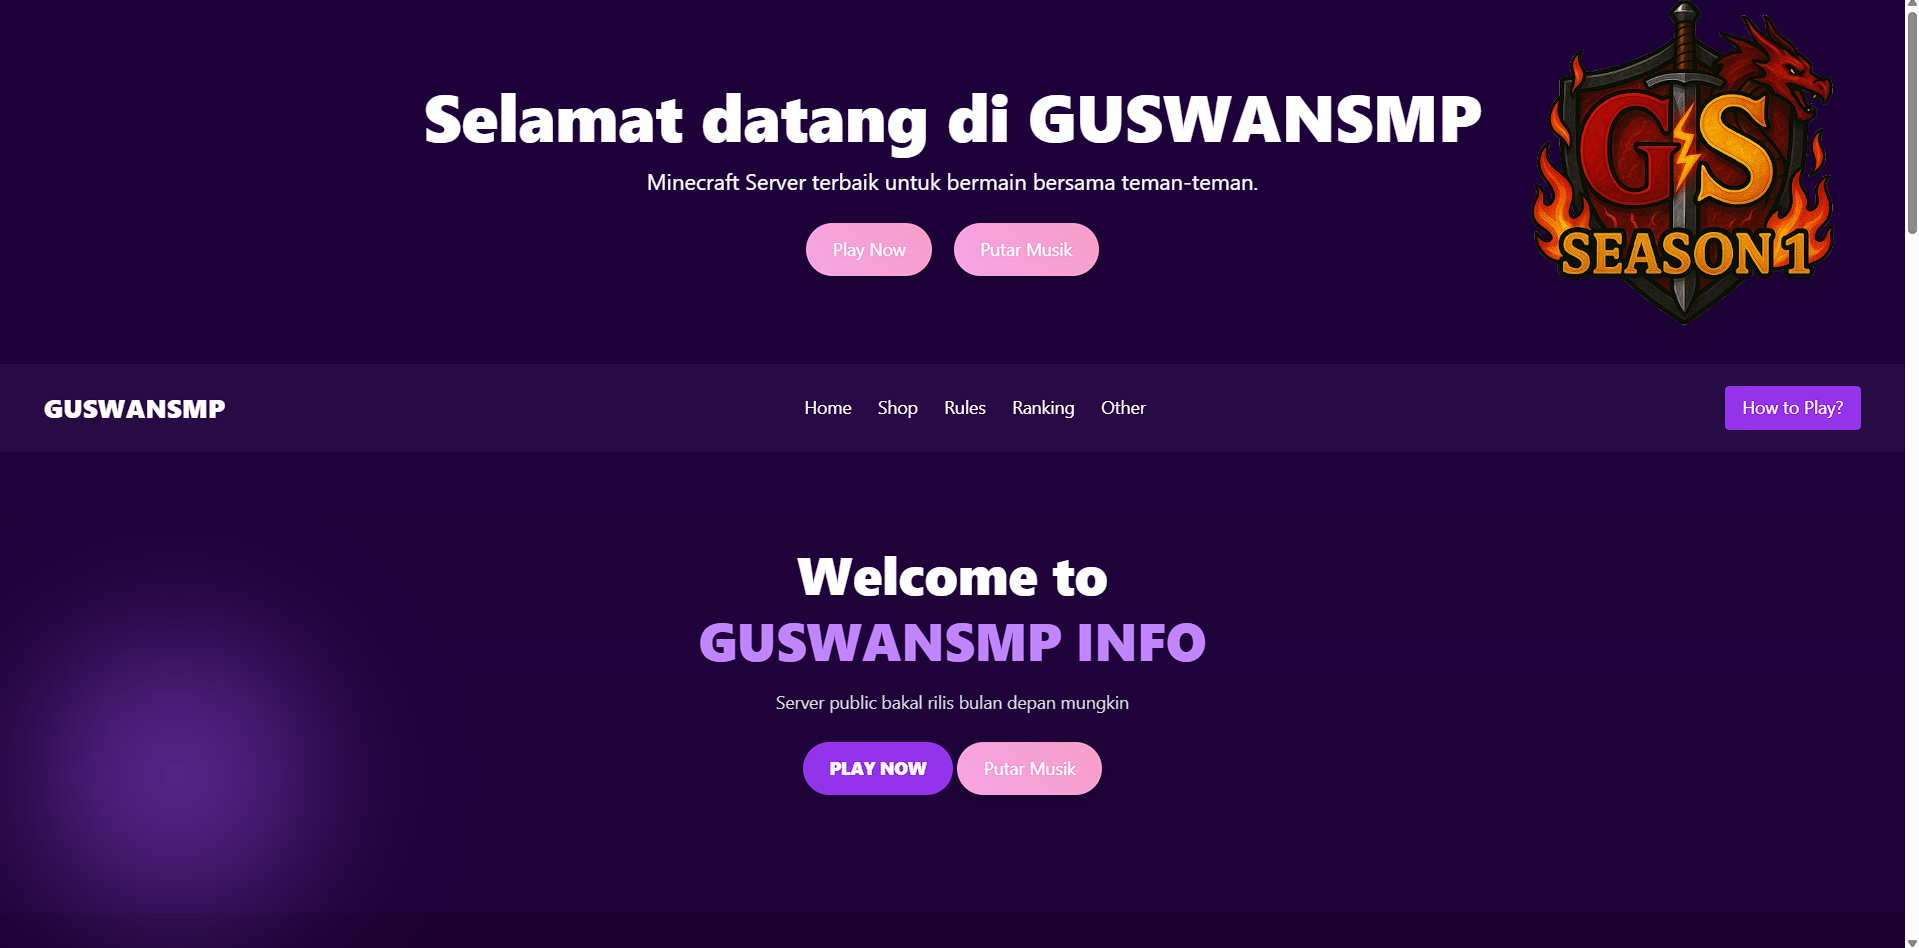 Selamat datang di GUSWANSMP
Minecraft Server terbaik untuk bermain bersama teman-teman.
Play Now
Putar Musik
GS
SEASON 1
GUSWANSMP
Home
Shop
Rules
Ranking
Other
How to Play?
Welcome to
GUSWANSMP INFO
Server public bakal rilis bulan depan mungkin
PLAY NOW
Putar Musik